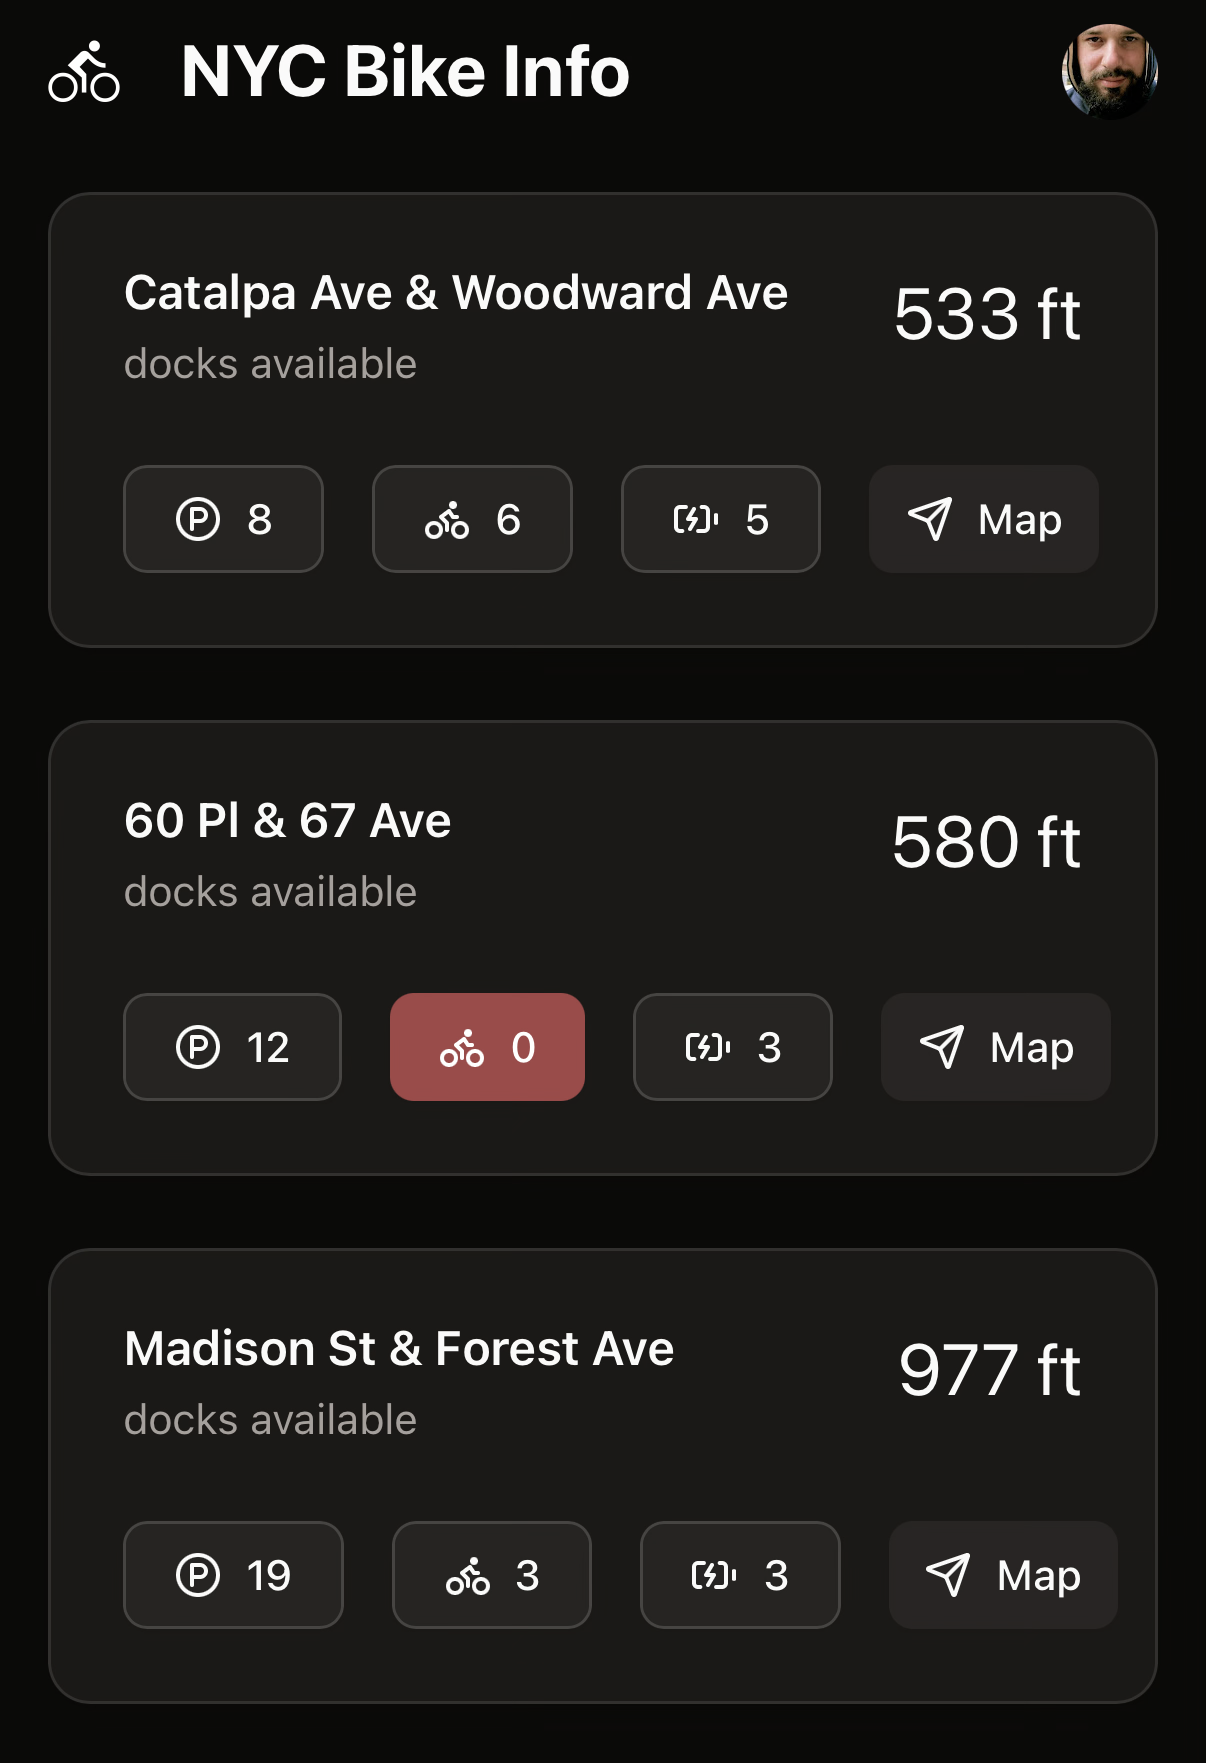 NYC Bike Info
Catalpa Ave & Woodward Ave
533 ft
docks available
8 6 5 Map
60 Pl & 67 Ave
580 ft
docks available
12 0 3 Map
Madison St & Forest Ave
977 ft
docks available
19 3 3 Map